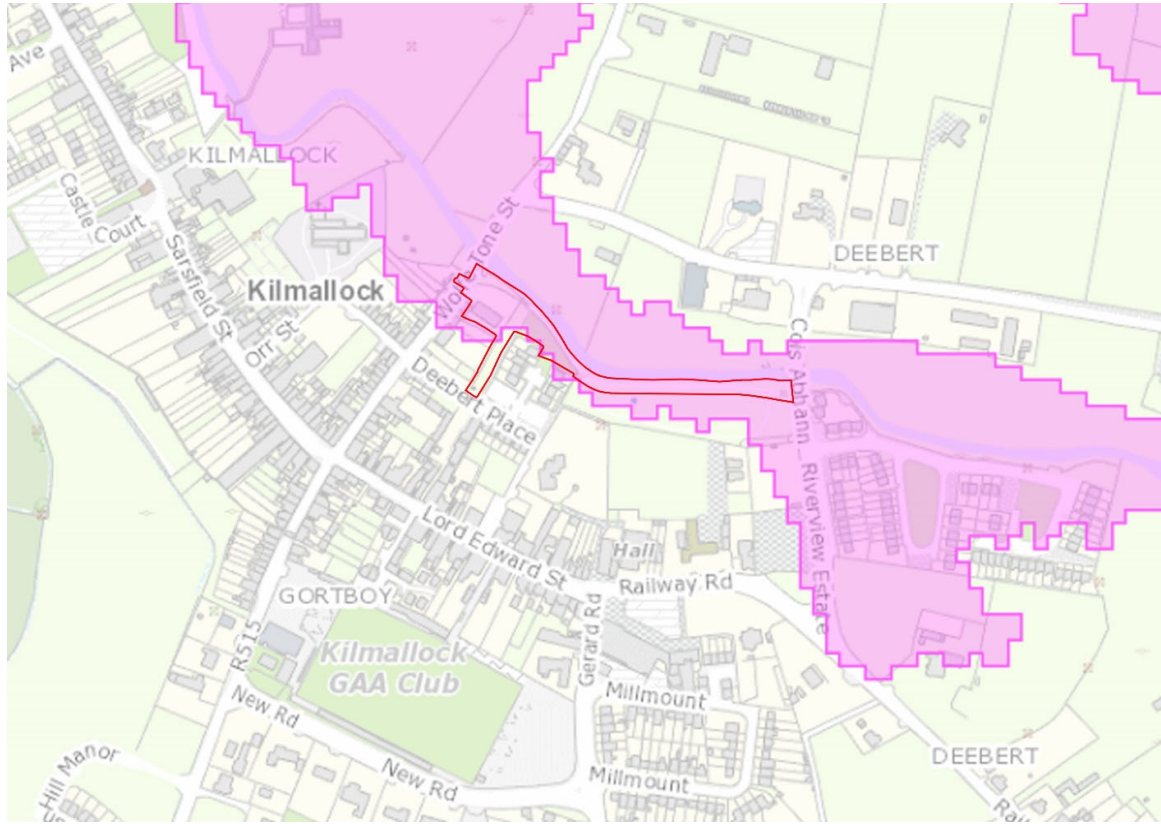 Ave
KILMALLOCK
Castle
Court
Sarsfield St
Wolfe Tone St
DEEBERT
Kilmallock
Orr St
Deebert Place
Cois Abhann - Riverview Estate
Lord Edward St
Hall
Railway Rd
GORTBOY
Gerard Rd
R515
Kilmallock
GAA Club
Millmount
New Rd
DEEBERT
Hill Manor
New Rd
Millmount